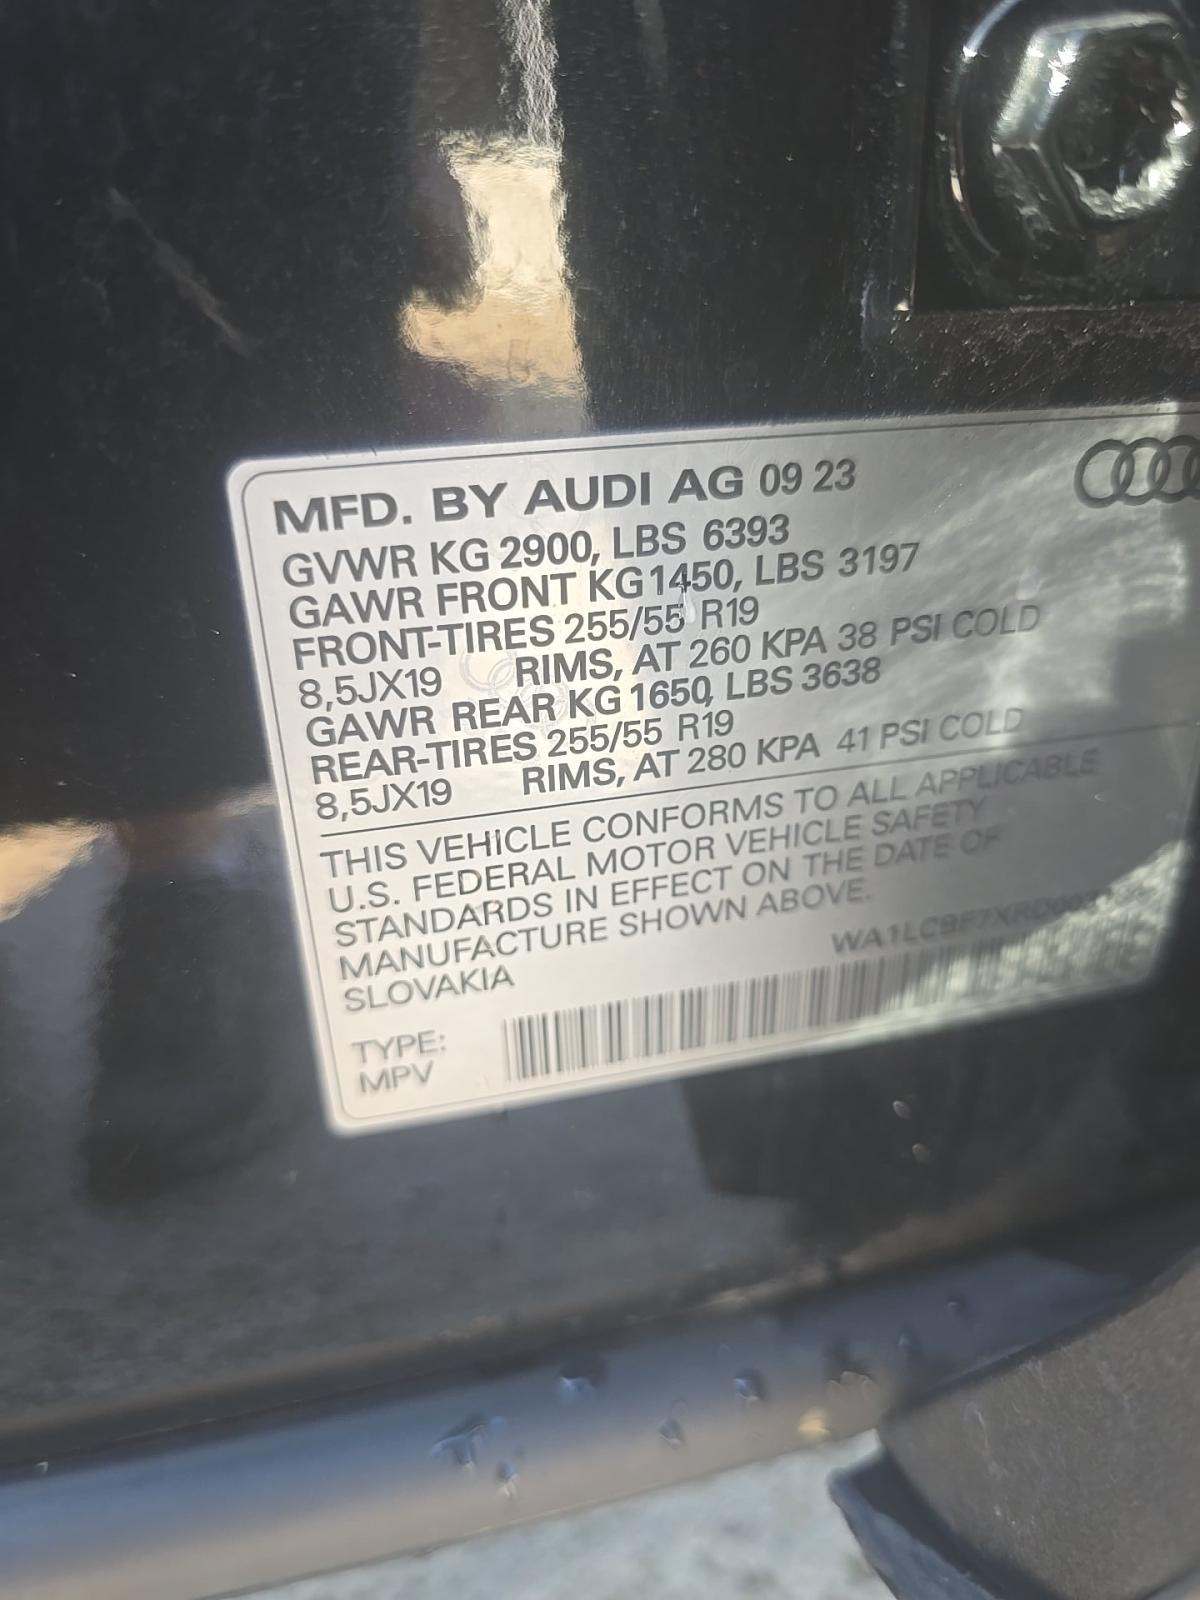 MFD. BY AUDI AG 09 23
GVWR KG 2900, LBS 6393
GAWR FRONT KG 1450, LBS 3197
FRONT-TIRES 255/55 R19
8,5JX19 RIMS, AT 260 KPA 38 PSI COLD
GAWR REAR KG 1650, LBS 3638
REAR-TIRES 255/55 R19
8,5JX19 RIMS, AT 280 KPA 41 PSI COLD
THIS VEHICLE CONFORMS TO ALL APPLICABLE
U.S. FEDERAL MOTOR VEHICLE SAFETY
STANDARDS IN EFFECT ON THE DATE OF
MANUFACTURE SHOWN ABOVE.
SLOVAKIA
TYPE:
MPV